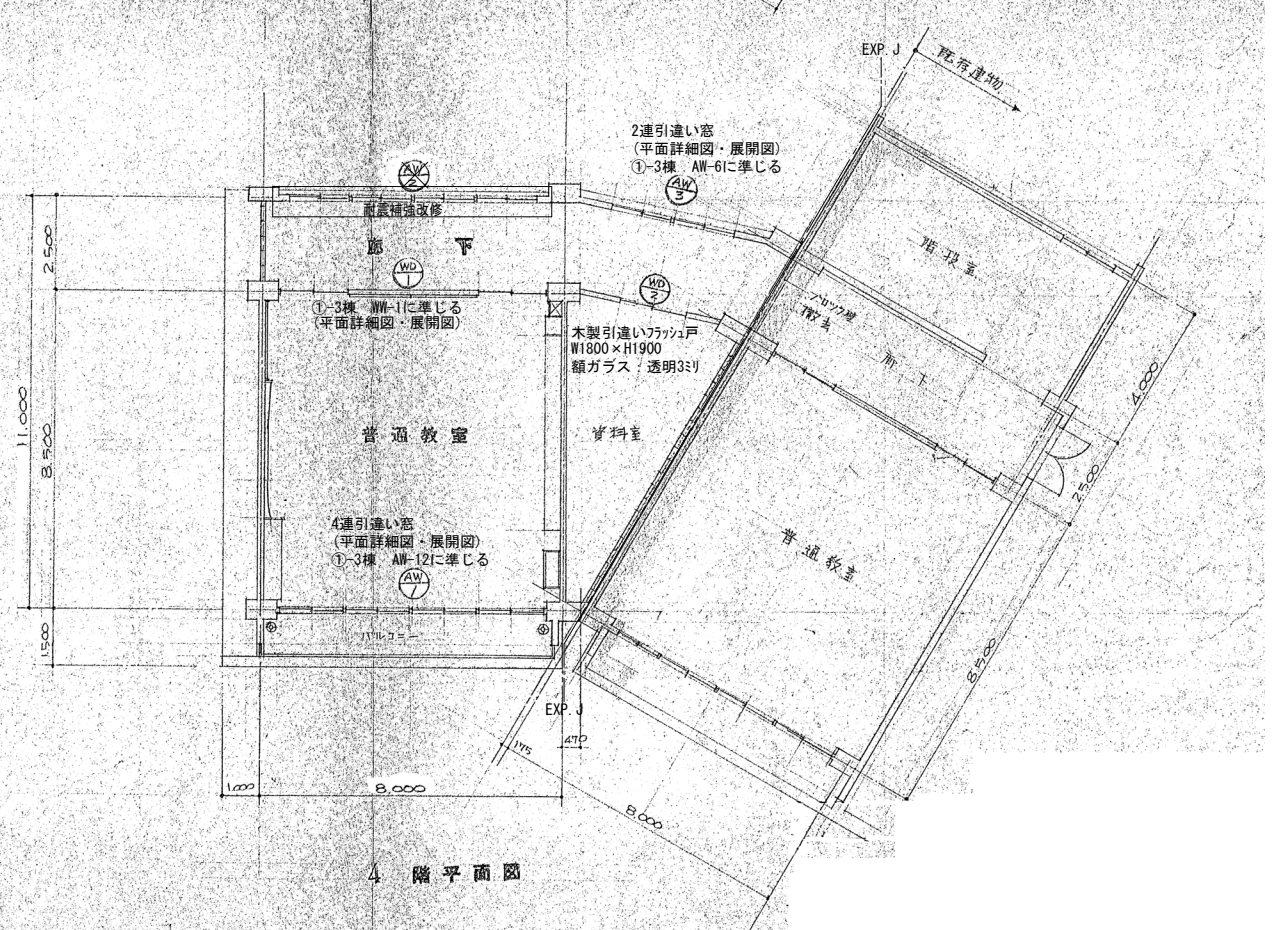 EXP. J
既存建物
2連引違い窓
(平面詳細図・展開図)
①-3棟 AW-6に準じる
AW
3
AW
2
耐震補強改修
廊 下
WD
1
①-3棟 WW-1に準じる
(平面詳細図・展開図)
WD
2
木製引違いフラッシュ戸
W1800×H1900
額ガラス：透明3ミリ
階段室
ブロック壁
撤去
廊 下
2,500
11,000
8,500
1,500
普通教室
資料室
4連引違い窓
(平面詳細図・展開図)
①-3棟 AW-12に準じる
AW
1
バルコニー
普通教室
4,000
2,500
8,500
EXP. J
175
470
1,000
8,000
8,000
4 階平面図